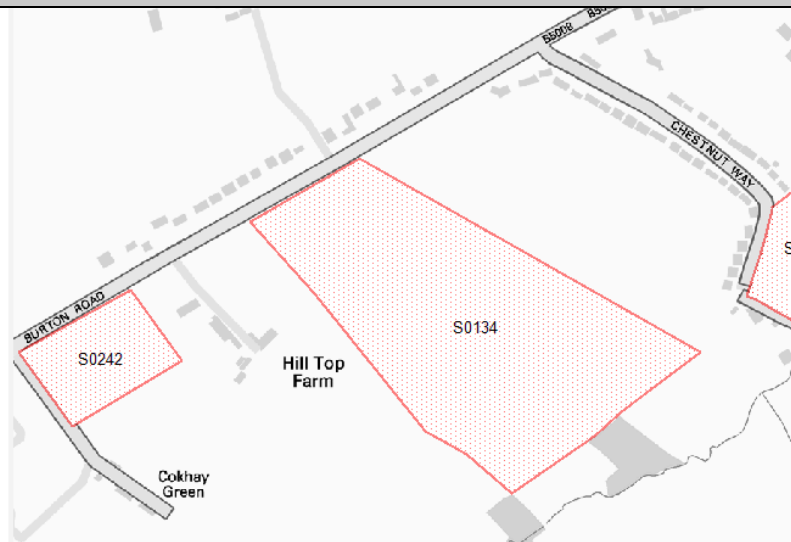 B5008
CHESTNUT WAY
S0134
BURTON ROAD
S0242
Hill Top
Farm
Cokhay
Green